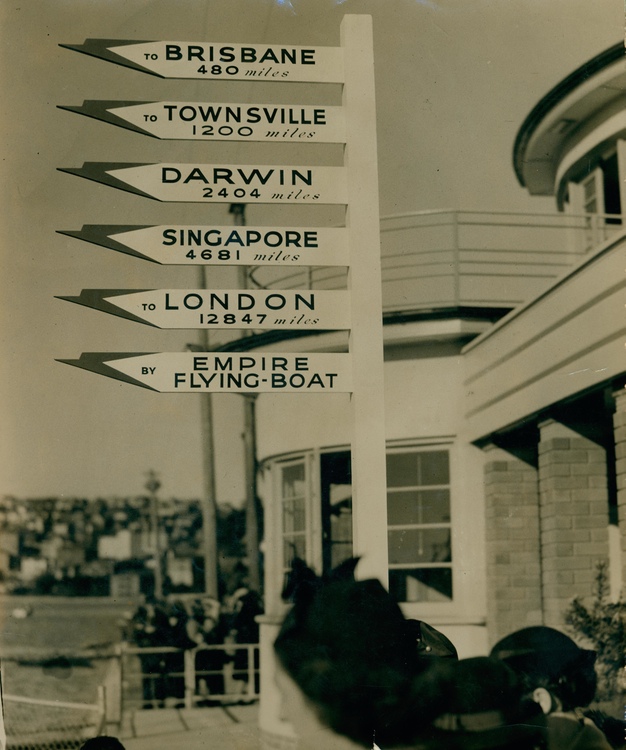 TO BRISBANE
480 miles
TO TOWNSVILLE
1200 miles
DARWIN
2404 miles
SINGAPORE
4681 miles
TO LONDON
12847 miles
BY EMPIRE
FLYING-BOAT